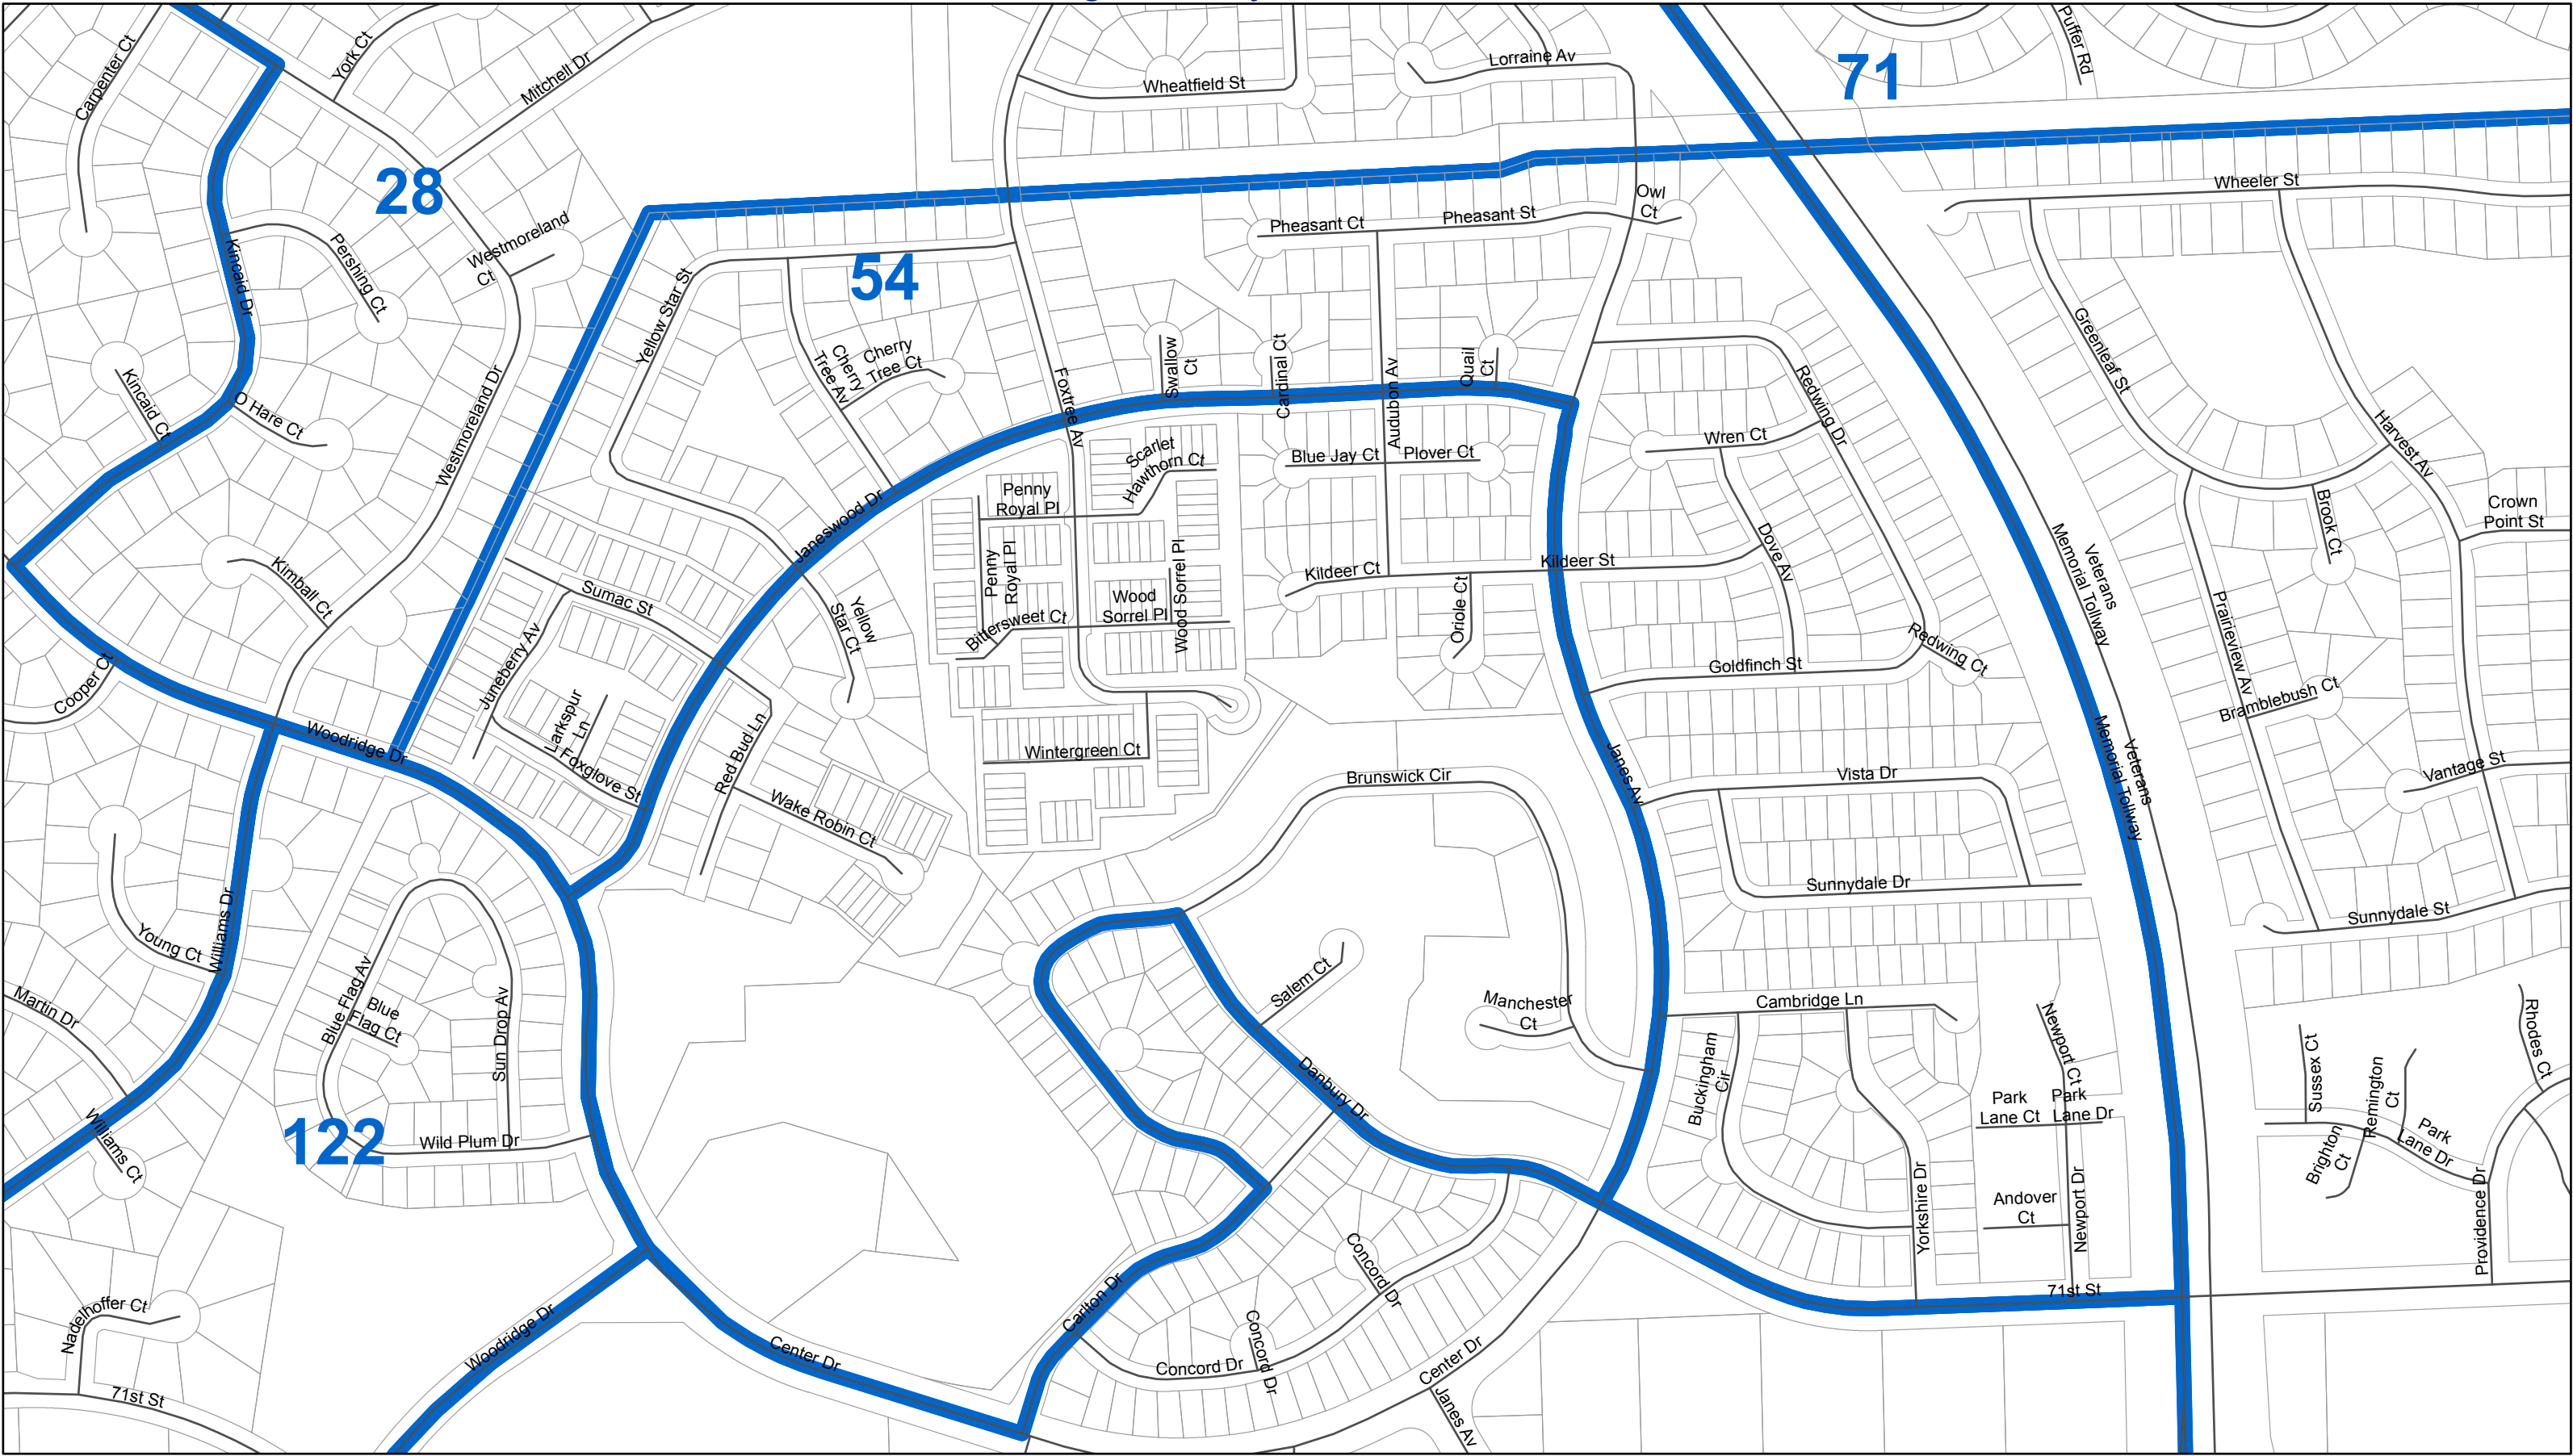 Carpenter Ct
York Ct
Mitchell Dr
Wheatfield St
Lorraine Av
71
Puffer Rd
28
Westmoreland
Ct
Pershing Ct
Kincaid Dr
Owl
Ct
Wheeler St
Pheasant Ct
Pheasant St
54
Yellow Star St
Cherry
Tree Av
Cherry
Tree Ct
Foxtree Av
Swallow
Ct
Cardinal Ct
Audubon Av
Quail
Ct
Redwing Dr
Greenleaf St
Kincaid Ct
O Hare Ct
Westmoreland Dr
Scarlet
Hawthorn Ct
Blue Jay Ct
Plover Ct
Wren Ct
Harvest Av
Brook Ct
Crown
Point St
Penny
Royal Pl
Janeswood Dr
Penny
Royal Pl
Wood Sorrel Pl
Wood
Sorrel Pl
Bittersweet Ct
Kildeer Ct
Kildeer St
Oriole Ct
Dove Av
Veterans
Memorial Tollway
Kimball Ct
Sumac St
Juneberry Av
Yellow
Star Ct
Goldfinch St
Redwing Ct
Prairieview Av
Bramblebush Ct
Cooper Ct
Woodridge Dr
Larkspur
Ln
Foxglove St
Red Bud Ln
Wake Robin Ct
Wintergreen Ct
Brunswick Cir
Janes Av
Vista Dr
Veterans
Memorial Tollway
Vantage St
Sunnydale Dr
Sunnydale St
Young Ct
Williams Dr
Martin Dr
Blue Flag Av
Blue
Flag Ct
Sun Drop Av
Salem Ct
Manchester
Ct
Cambridge Ln
Buckingham
Cir
Newport Ct
Park
Lane Ct
Park
Lane Dr
Sussex Ct
Remington
Ct
Rhodes Ct
Brighton
Ct
Park
Lane Dr
Williams Ct
122
Wild Plum Dr
Danbury Dr
Yorkshire Dr
Andover
Ct
Newport Dr
Providence Dr
Concord Dr
71st St
Nadelhoffer Ct
Woodridge Dr
Center Dr
Carlton Dr
Concord Dr
Concord Dr
Center Dr
Janes Av
71st St